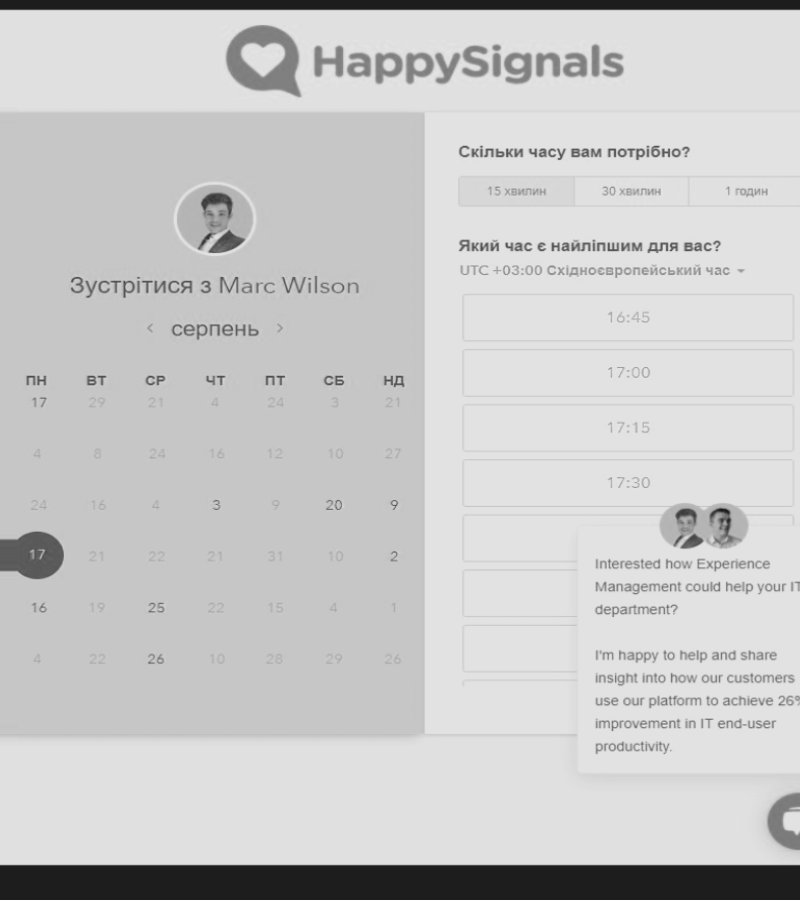 HappySignals
Зустрітися з Marc Wilson
‹ серпень ›
ПН ВТ СР ЧТ ПТ СБ НД
17 29 21 4 24 3 21
4 8 24 16 12 10 27
24 16 4 3 9 20 9
17 21 22 21 31 10 2
16 19 25 22 15 4 1
4 22 26 10 28 29 26
Скільки часу вам потрібно?
15 хвилин 30 хвилин 1 годин
Який час є найліпшим для вас?
UTC +03:00 Східноєвропейський час
16:45
17:00
17:15
17:30
Interested how Experience
Management could help your IT
department?
I'm happy to help and share
insight into how our customers
use our platform to achieve 26%
improvement in IT end-user
productivity.